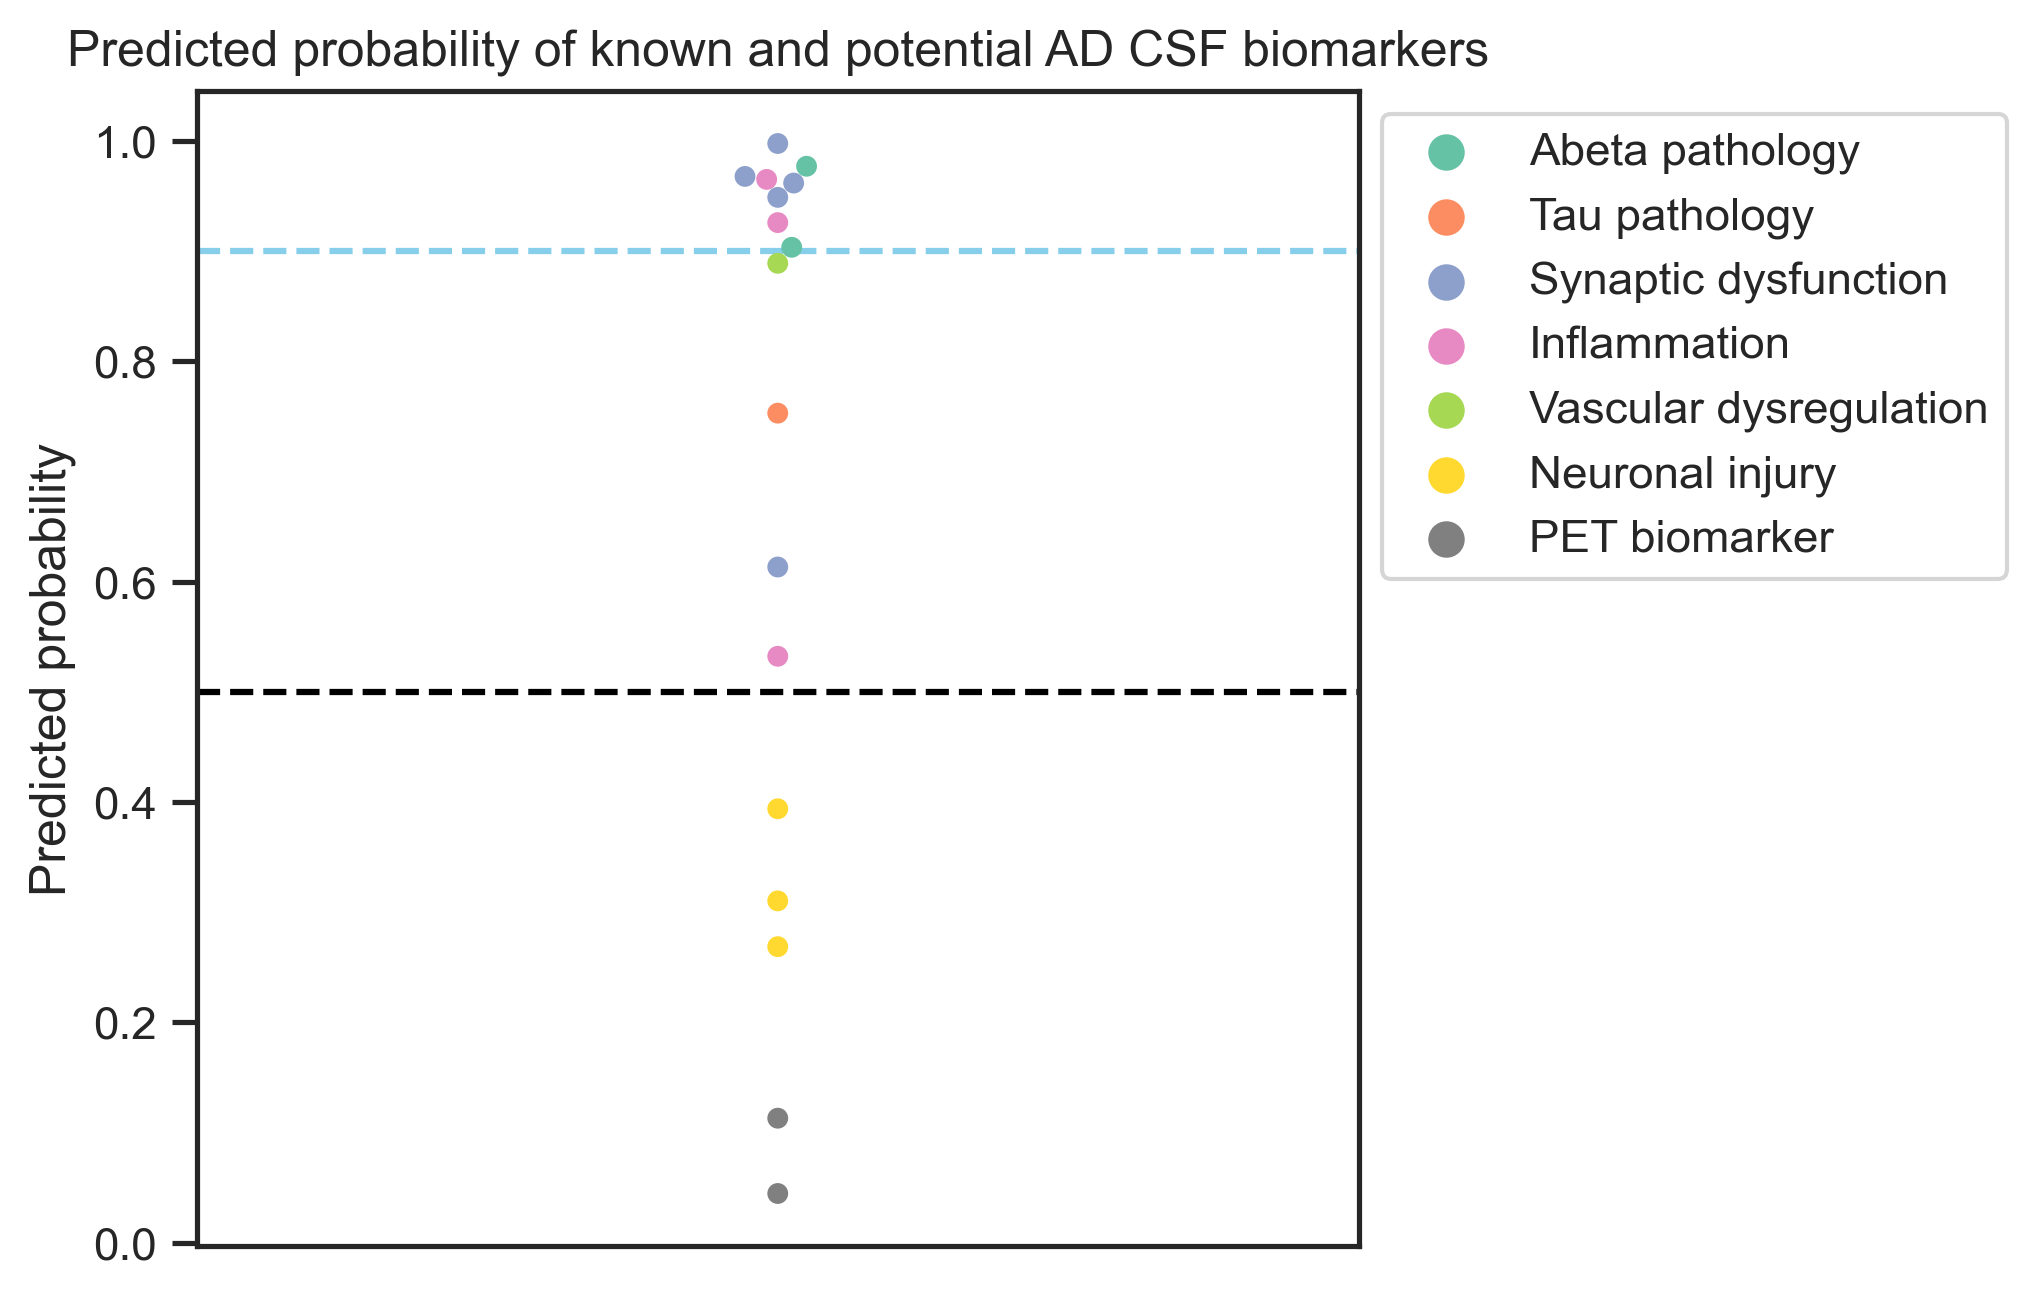 Predicted probability of known and potential AD CSF biomarkers
Predicted probability
1.0
0.8
0.6
0.4
0.2
0.0
Abeta pathology
Tau pathology
Synaptic dysfunction
Inflammation
Vascular dysregulation
Neuronal injury
PET biomarker